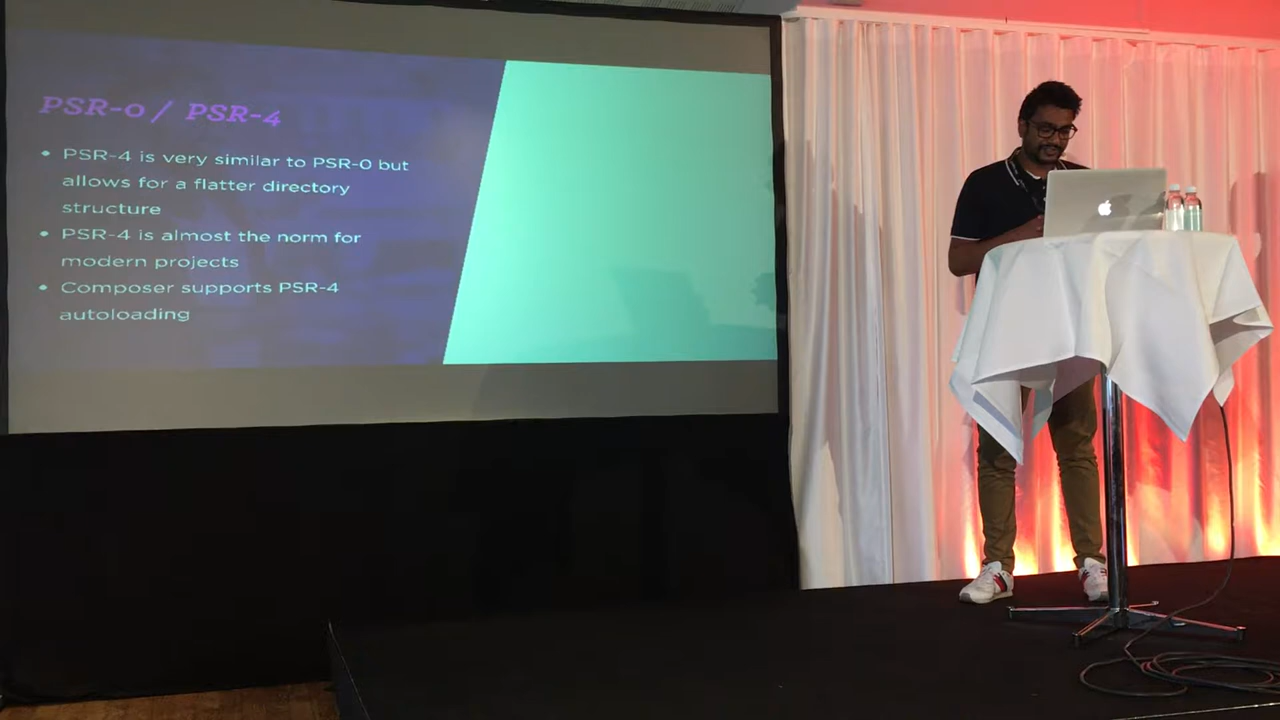 PSR-0 / PSR-4
• PSR-4 is very similar to PSR-0 but
allows for a flatter directory
structure
• PSR-4 is almost the norm for
modern projects
• Composer supports PSR-4
autoloading